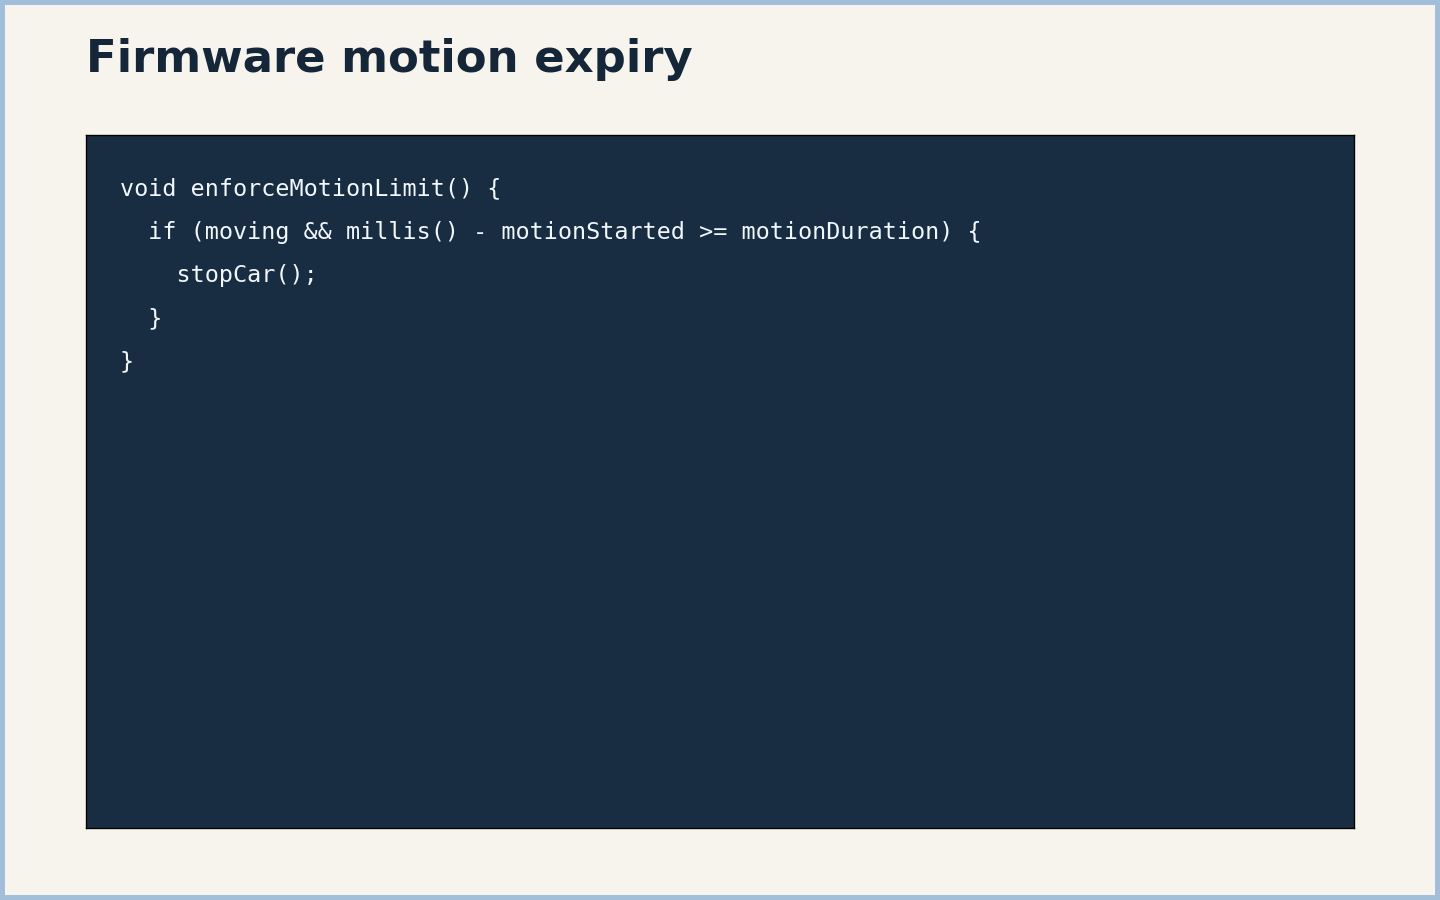 Firmware motion expiry
void enforceMotionLimit() {
  if (moving && millis() - motionStarted >= motionDuration) {
    stopCar();
  }
}